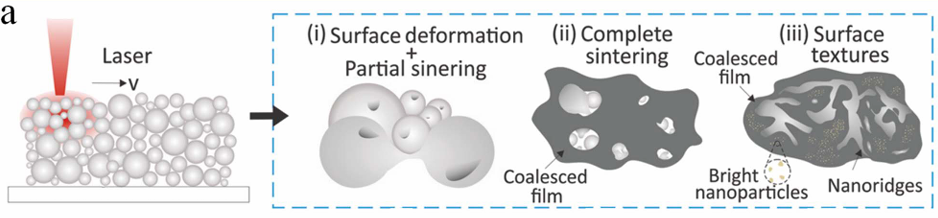 a
Laser
v
(i) Surface deformation
+
Partial sinering
(ii) Complete
sintering
Coalesced
film
(iii) Surface
textures
Coalesced
film
Bright
nanoparticles
Nanoridges